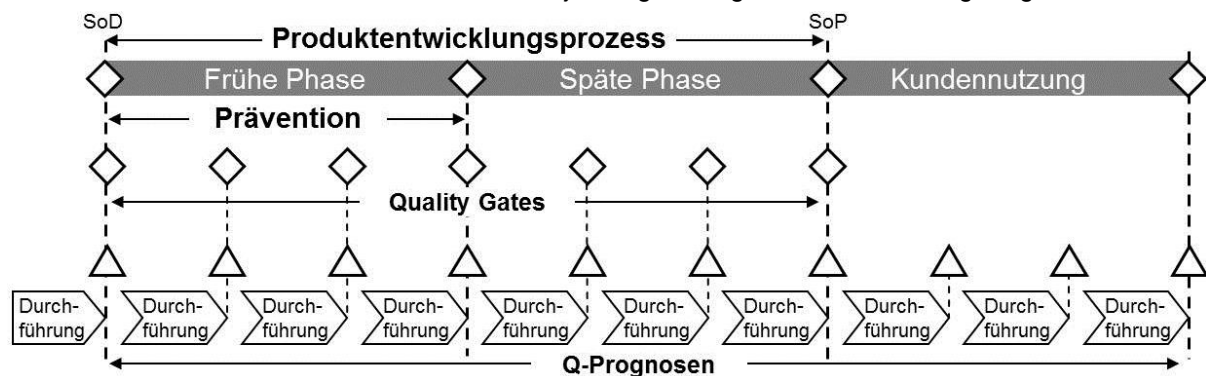 SoD SoP
Produktentwicklungsprozess
Frühe Phase Späte Phase Kundennutzung
Prävention
Quality Gates
Durch- Durch- Durch- Durch- Durch- Durch- Durch- Durch- Durch- Durch-
führung führung führung führung führung führung führung führung führung führung
Q-Prognosen